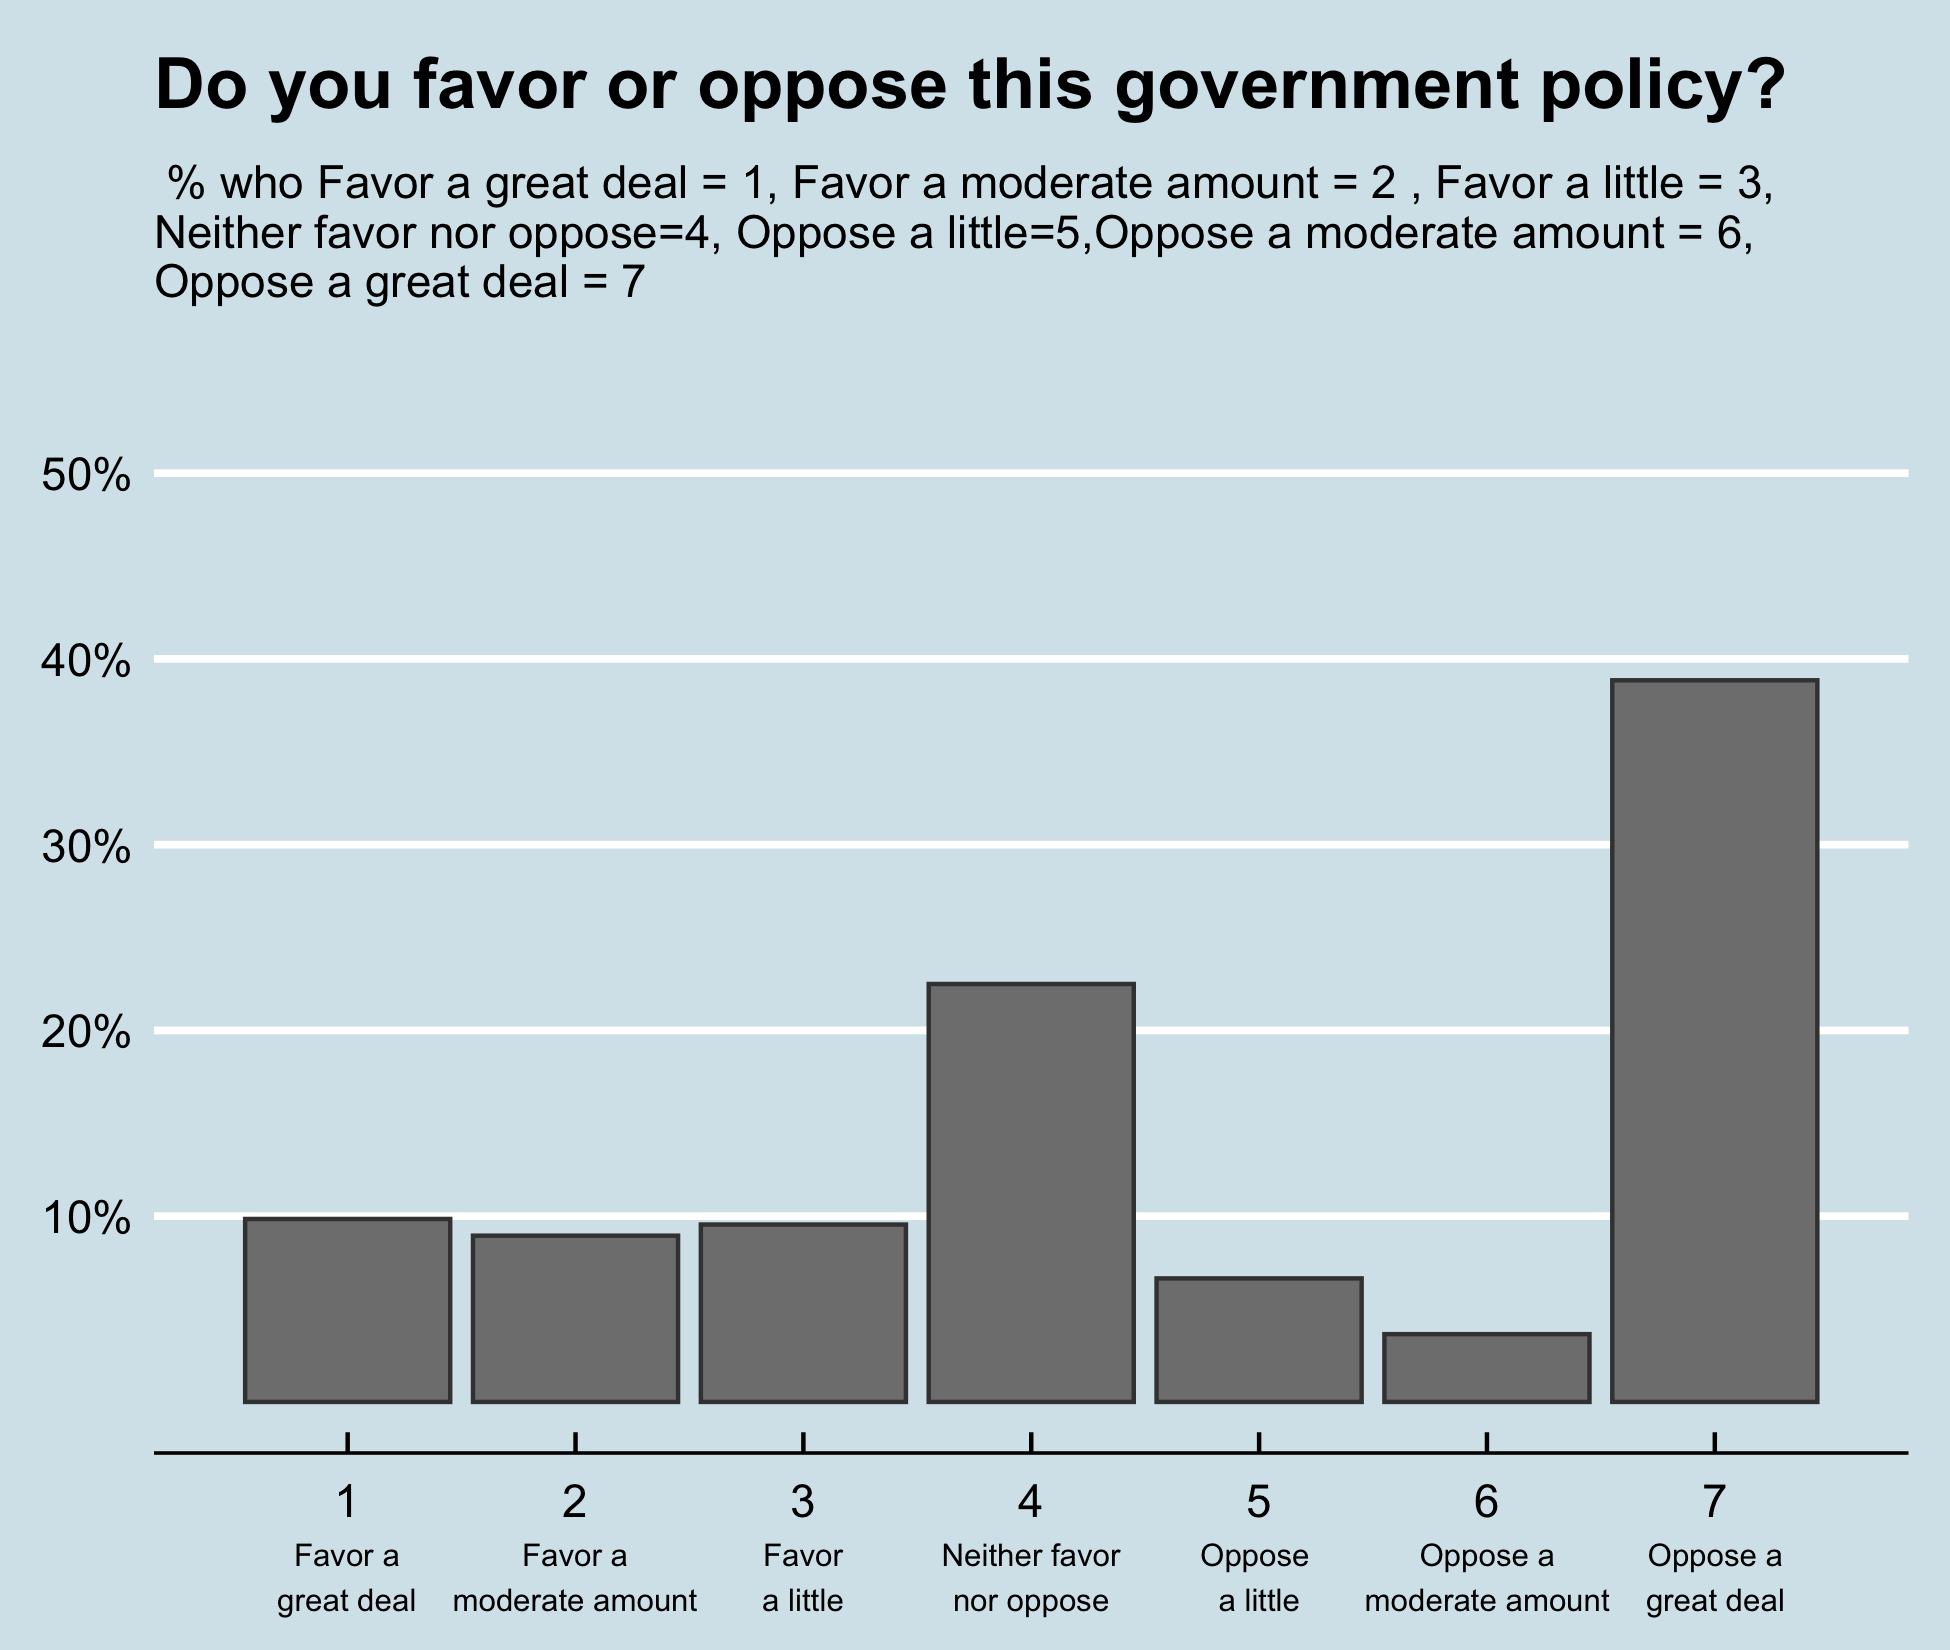 Do you favor or oppose this government policy?
% who Favor a great deal = 1, Favor a moderate amount = 2 , Favor a little = 3,
Neither favor nor oppose=4, Oppose a little=5,Oppose a moderate amount = 6,
Oppose a great deal = 7
50%
40%
30%
20%
10%
1 2 3 4 5 6 7
Favor a Favor a Favor Neither favor Oppose Oppose a Oppose a
great deal moderate amount a little nor oppose a little moderate amount great deal